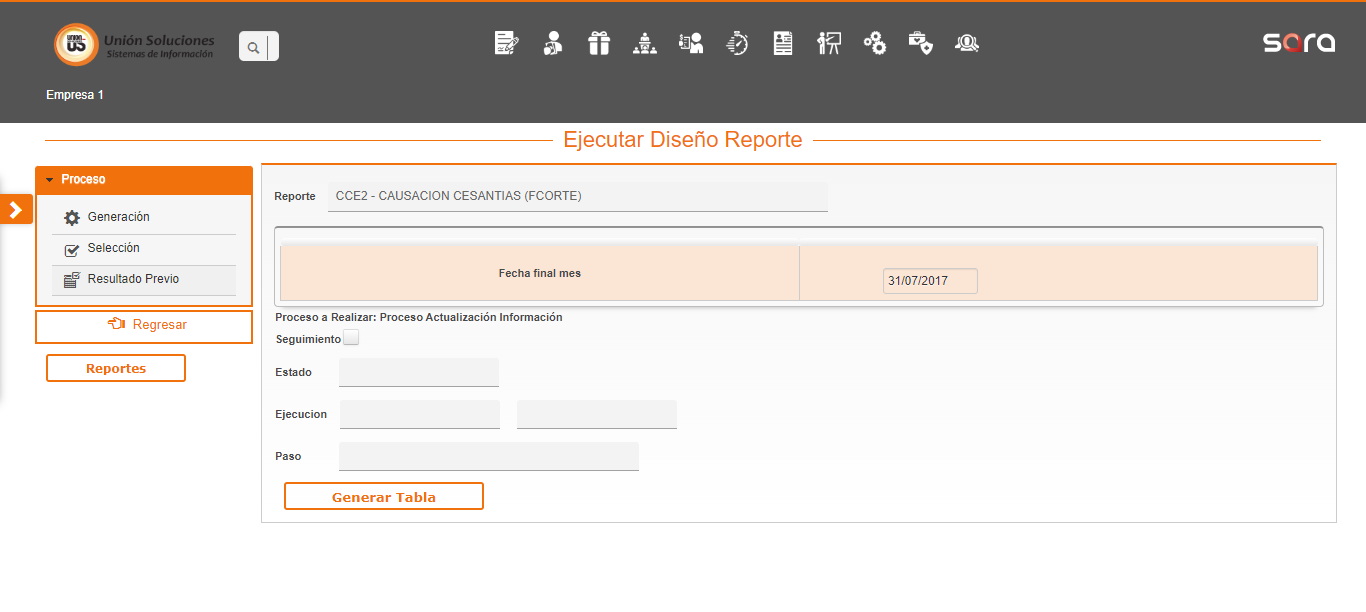 UNION
US
Unión Soluciones
Sistemas de Información
sara
Empresa 1
Ejecutar Diseño Reporte
Proceso
Generación
Selección
Resultado Previo
Regresar
Reportes
Reporte CCE2 - CAUSACION CESANTIAS (FCORTE)
Fecha final mes 31/07/2017
Proceso a Realizar: Proceso Actualización Información
Seguimiento
Estado
Ejecucion
Paso
Generar Tabla